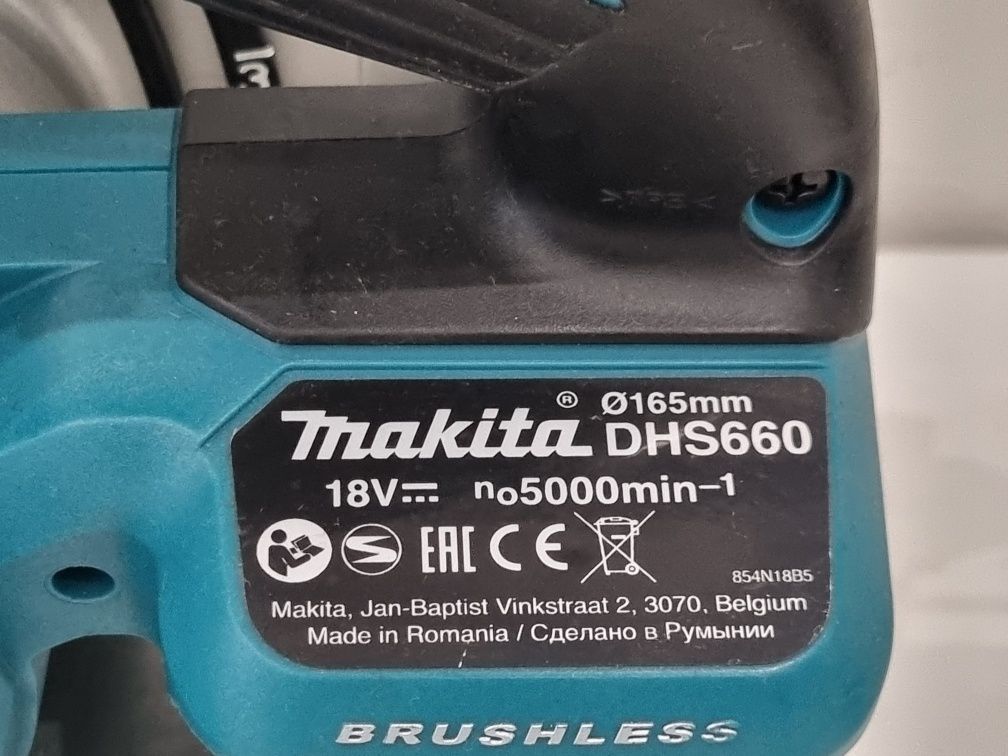 >TPE<
® Ø165mm
makita DHS660
18V⎓ n₀5000min−1
EAC CE
854N18B5
Makita, Jan-Baptist Vinkstraat 2, 3070, Belgium
Made in Romania / Сделано в Румынии
BRUSHLESS